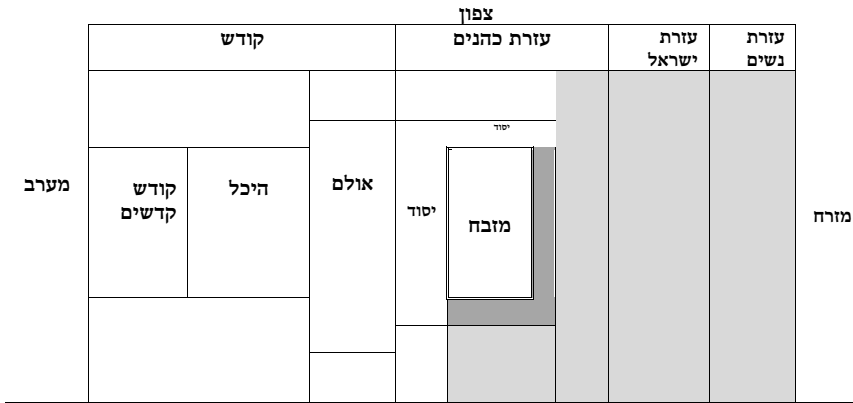 צפון
עזרת
נשים
עזרת
ישראל
עזרת כהנים
קודש
יסוד
מזרח
מזבח
יסוד
אולם
היכל
קודש
קדשים
מערב